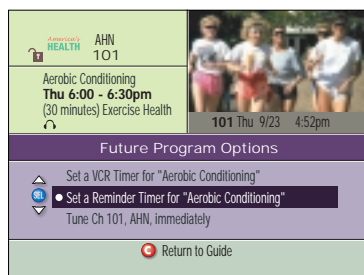 America's
HEALTH
AHN
101
Aerobic Conditioning
Thu 6:00 - 6:30pm
(30 minutes) Exercise Health
101 Thu 9/23 4:52pm
Future Program Options
Set a VCR Timer for "Aerobic Conditioning"
SEL
Set a Reminder Timer for "Aerobic Conditioning"
Tune Ch 101, AHN, immediately
C Return to Guide